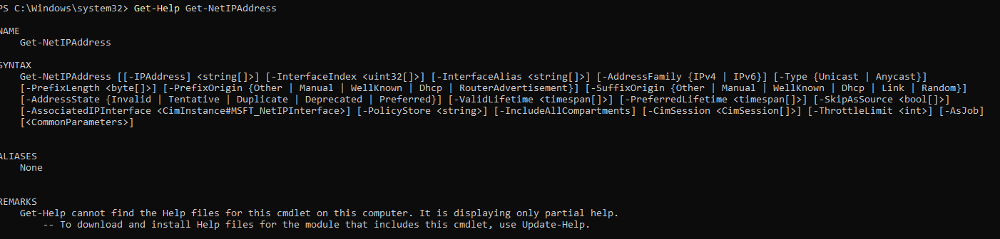 PS C:\Windows\system32> Get-Help Get-NetIPAddress
NAME
Get-NetIPAddress
SYNTAX
Get-NetIPAddress [[-IPAddress] <string[]>] [-InterfaceIndex <uint32[]>] [-InterfaceAlias <string[]>] [-AddressFamily {IPv4 | IPv6}] [-Type {Unicast | Anycast}]
[-PrefixLength <byte[]>] [-PrefixOrigin {Other | Manual | WellKnown | Dhcp | RouterAdvertisement}] [-SuffixOrigin {Other | Manual | WellKnown | Dhcp | Link | Random}]
[-AddressState {Invalid | Tentative | Duplicate | Deprecated | Preferred}] [-ValidLifetime <timespan[]>] [-PreferredLifetime <timespan[]>] [-SkipAsSource <bool[]>]
[-AssociatedIPInterface <CimInstance#MSFT_NetIPInterface>] [-PolicyStore <string>] [-IncludeAllCompartments] [-CimSession <CimSession[]>] [-ThrottleLimit <int>] [-AsJob]
[<CommonParameters>]
ALIASES
None
REMARKS
Get-Help cannot find the Help files for this cmdlet on this computer. It is displaying only partial help.
-- To download and install Help files for the module that includes this cmdlet, use Update-Help.